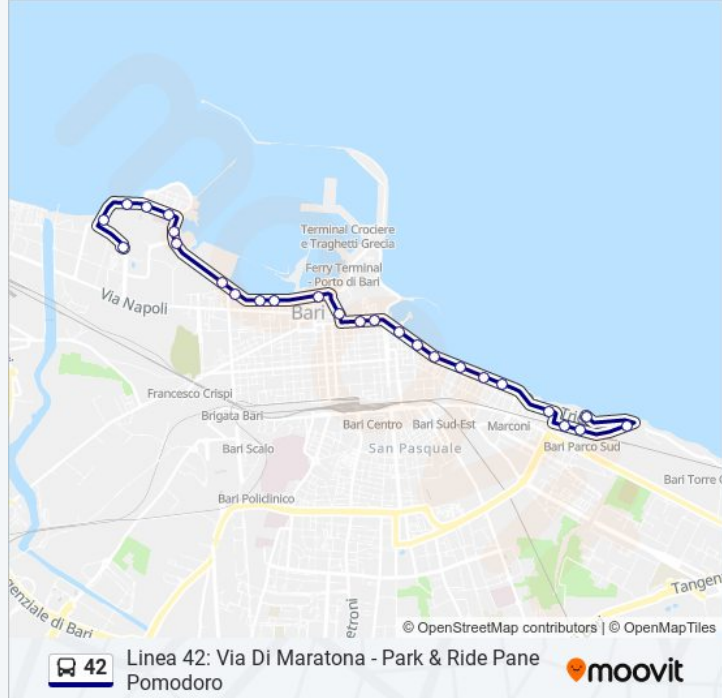 Terminal Crociere
e Traghetti Grecia
Ferry Terminal
- Porto di Bari
Via Napoli
Bari
Francesco Crispi
Brigata Bari
Bari Centro
Bari Sud-Est
Marconi
Bari Scalo
San Pasquale
Bari Parco Sud
Bari Torre
Bari Policlinico
Tangen
genziale di Bari
etroni
© OpenStreetMap contributors | © OpenMapTiles
42
Linea 42: Via Di Maratona - Park & Ride Pane
Pomodoro
moovit